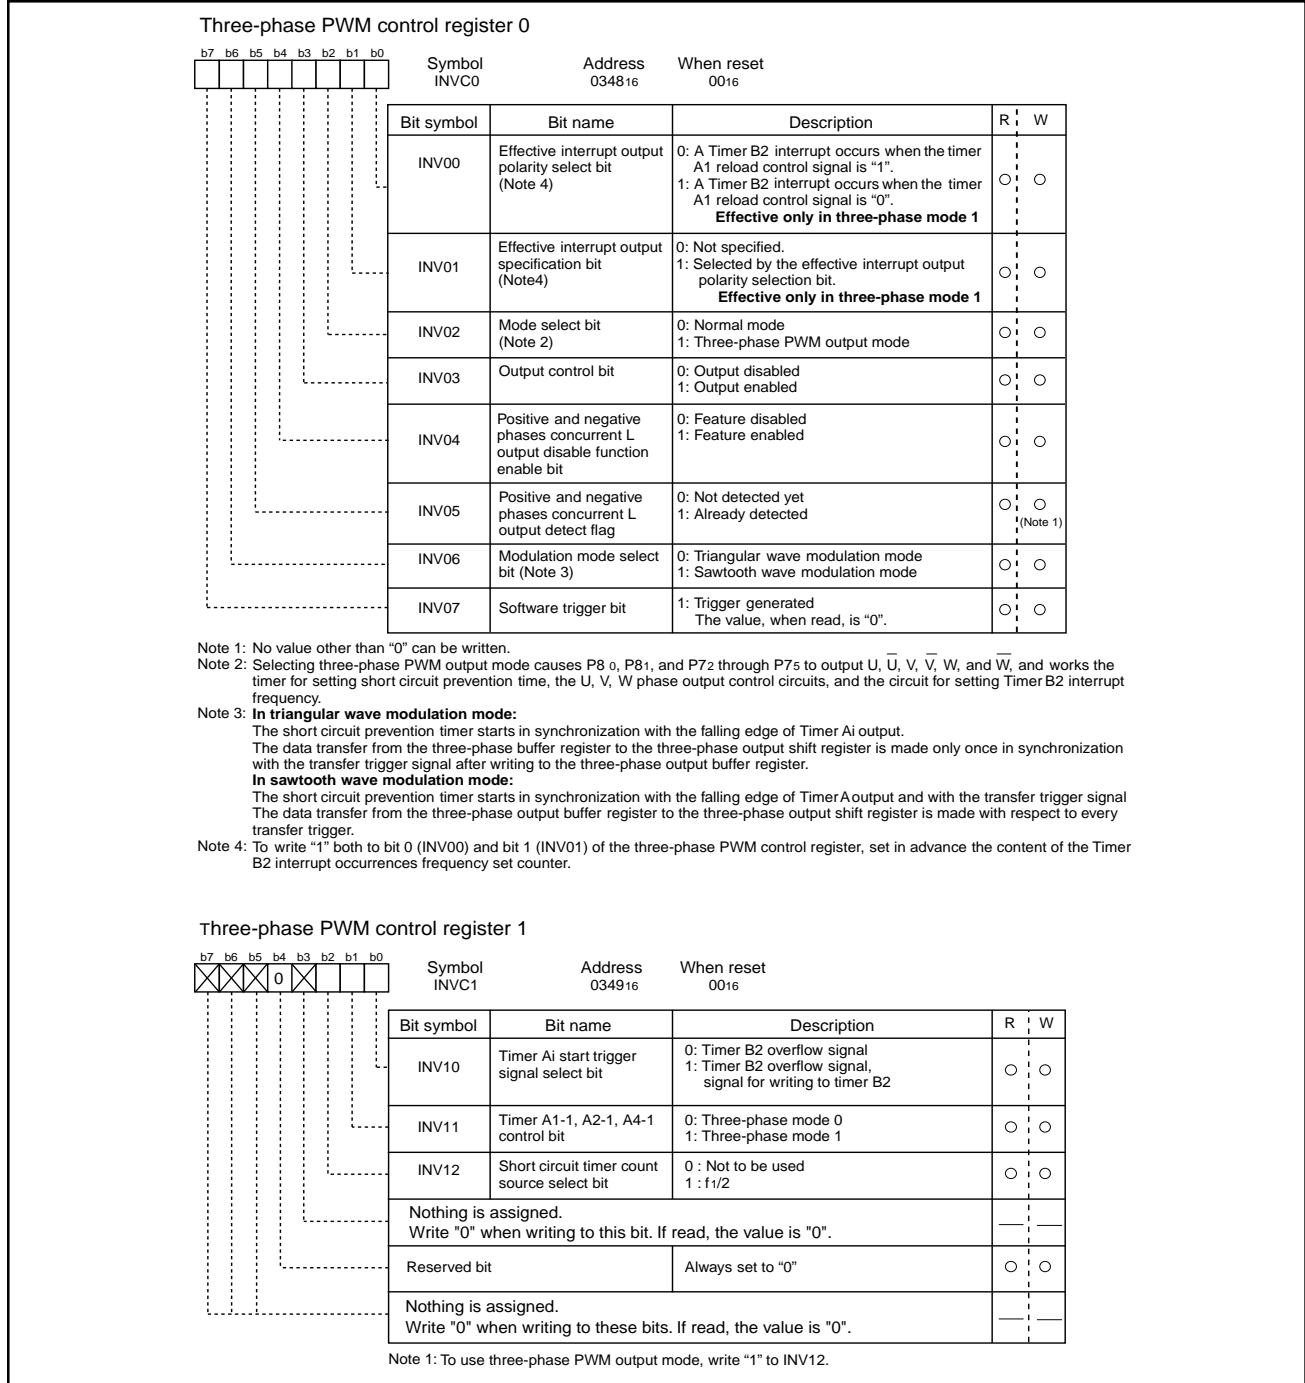 Three-phase PWM control register 0
b7 b6 b5 b4 b3 b2 b1 b0
Symbol Address When reset
INVC0 034816 0016
Bit symbol Bit name Description R W
INV00 Effective interrupt output polarity select bit (Note 4)
0: A Timer B2 interrupt occurs when the timer
A1 reload control signal is “1”.
1: A Timer B2 interrupt occurs when the timer
A1 reload control signal is “0”.
Effective only in three-phase mode 1
INV01 Effective interrupt output specification bit (Note4)
0: Not specified.
1: Selected by the effective interrupt output
polarity selection bit.
Effective only in three-phase mode 1
INV02 Mode select bit (Note 2)
0: Normal mode
1: Three-phase PWM output mode
INV03 Output control bit
0: Output disabled
1: Output enabled
INV04 Positive and negative phases concurrent L output disable function enable bit
0: Feature disabled
1: Feature enabled
INV05 Positive and negative phases concurrent L output detect flag
0: Not detected yet
1: Already detected
(Note 1)
INV06 Modulation mode select bit (Note 3)
0: Triangular wave modulation mode
1: Sawtooth wave modulation mode
INV07 Software trigger bit
1: Trigger generated
The value, when read, is “0”.
Note 1: No value other than “0” can be written.
Note 2: Selecting three-phase PWM output mode causes P8 0, P81, and P72 through P75 to output U, U̅, V, V̅, W, and W̅, and works the
timer for setting short circuit prevention time, the U, V, W phase output control circuits, and the circuit for setting Timer B2 interrupt
frequency.
Note 3: In triangular wave modulation mode:
The short circuit prevention timer starts in synchronization with the falling edge of Timer Ai output.
The data transfer from the three-phase buffer register to the three-phase output shift register is made only once in synchronization
with the transfer trigger signal after writing to the three-phase output buffer register.
In sawtooth wave modulation mode:
The short circuit prevention timer starts in synchronization with the falling edge of Timer A output and with the transfer trigger signal
The data transfer from the three-phase output buffer register to the three-phase output shift register is made with respect to every
transfer trigger.
Note 4: To write “1” both to bit 0 (INV00) and bit 1 (INV01) of the three-phase PWM control register, set in advance the content of the Timer
B2 interrupt occurrences frequency set counter.
Three-phase PWM control register 1
b7 b6 b5 b4 b3 b2 b1 b0
0
Symbol Address When reset
INVC1 034916 0016
Bit symbol Bit name Description R W
INV10 Timer Ai start trigger signal select bit
0: Timer B2 overflow signal
1: Timer B2 overflow signal,
signal for writing to timer B2
INV11 Timer A1-1, A2-1, A4-1 control bit
0: Three-phase mode 0
1: Three-phase mode 1
INV12 Short circuit timer count source select bit
0 : Not to be used
1 : f1/2
Nothing is assigned.
Write "0" when writing to this bit. If read, the value is "0".
Reserved bit Always set to “0”
Nothing is assigned.
Write "0" when writing to these bits. If read, the value is "0".
Note 1: To use three-phase PWM output mode, write “1” to INV12.